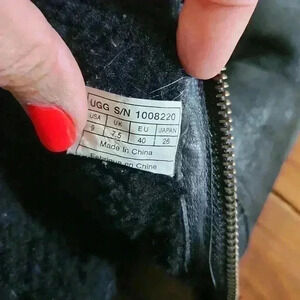 UGG S/N 1008220
USA UK EU JAPAN
9 7.5 40 26
Made in China
Fabriqué en Chine